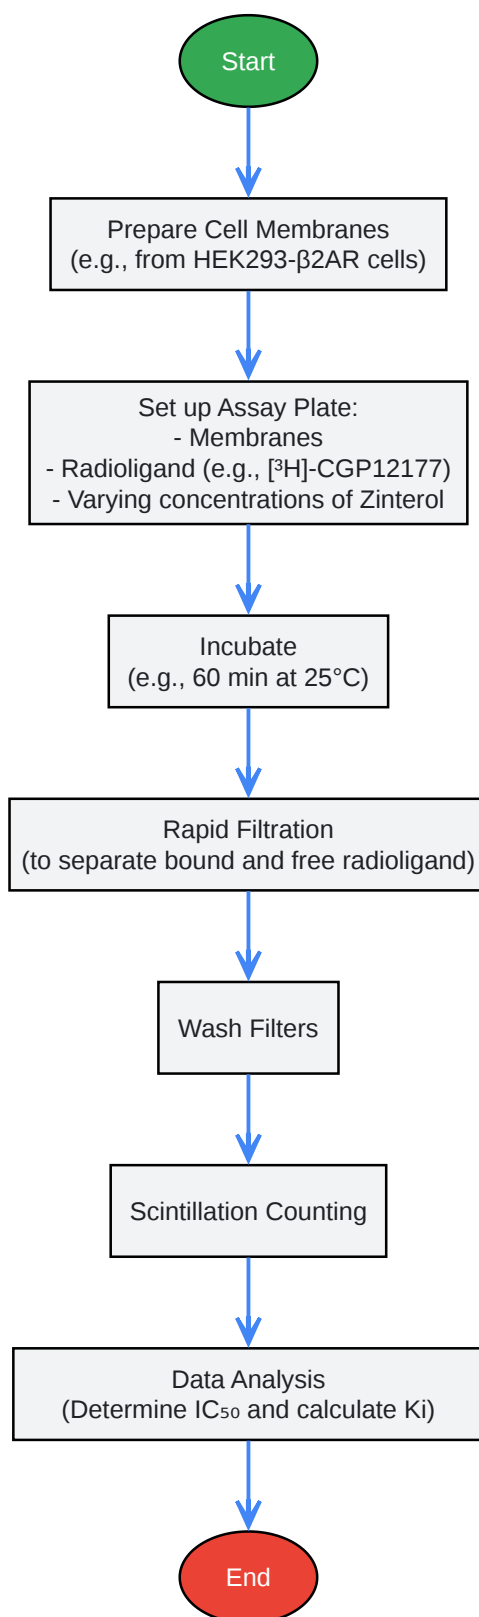 Start
Prepare Cell Membranes
(e.g., from HEK293-β2AR cells)
Set up Assay Plate:
- Membranes
- Radioligand (e.g., [³H]-CGP12177)
- Varying concentrations of Zinterol
Incubate
(e.g., 60 min at 25°C)
Rapid Filtration
(to separate bound and free radioligand)
Wash Filters
Scintillation Counting
Data Analysis
(Determine IC₅₀ and calculate Ki)
End